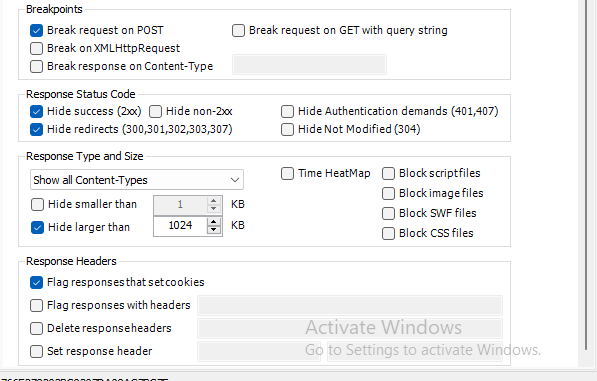 Breakpoints
Break request on POST
Break request on GET with query string
Break on XMLHttpRequest
Break response on Content-Type
Response Status Code
Hide success (2xx)
Hide non-2xx
Hide Authentication demands (401,407)
Hide redirects (300,301,302,303,307)
Hide Not Modified (304)
Response Type and Size
Show all Content-Types
Time HeatMap
Block script files
Block image files
Hide smaller than 1 KB
Block SWF files
Hide larger than 1024 KB
Block CSS files
Response Headers
Flag responses that set cookies
Flag responses with headers
Delete response headers
Set response header
Activate Windows
Go to Settings to activate Windows.